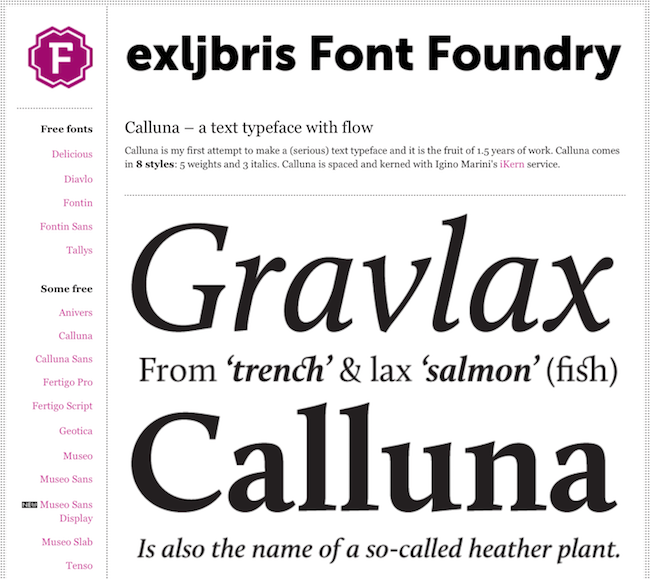 F
exljbris Font Foundry
Free fonts
Delicious
Diavlo
Fontin
Fontin Sans
Tallys
Some free
Anivers
Calluna
Calluna Sans
Fertigo Pro
Fertigo Script
Geotica
Museo
Museo Sans
NEW Museo Sans
Display
Museo Slab
Tenso
Calluna – a text typeface with flow
Calluna is my first attempt to make a (serious) text typeface and it is the fruit of 1.5 years of work. Calluna comes
in 8 styles: 5 weights and 3 italics. Calluna is spaced and kerned with Igino Marini's iKern service.
Gravlax
From ‘trench’ & lax ‘salmon’ (fish)
Calluna
Is also the name of a so-called heather plant.